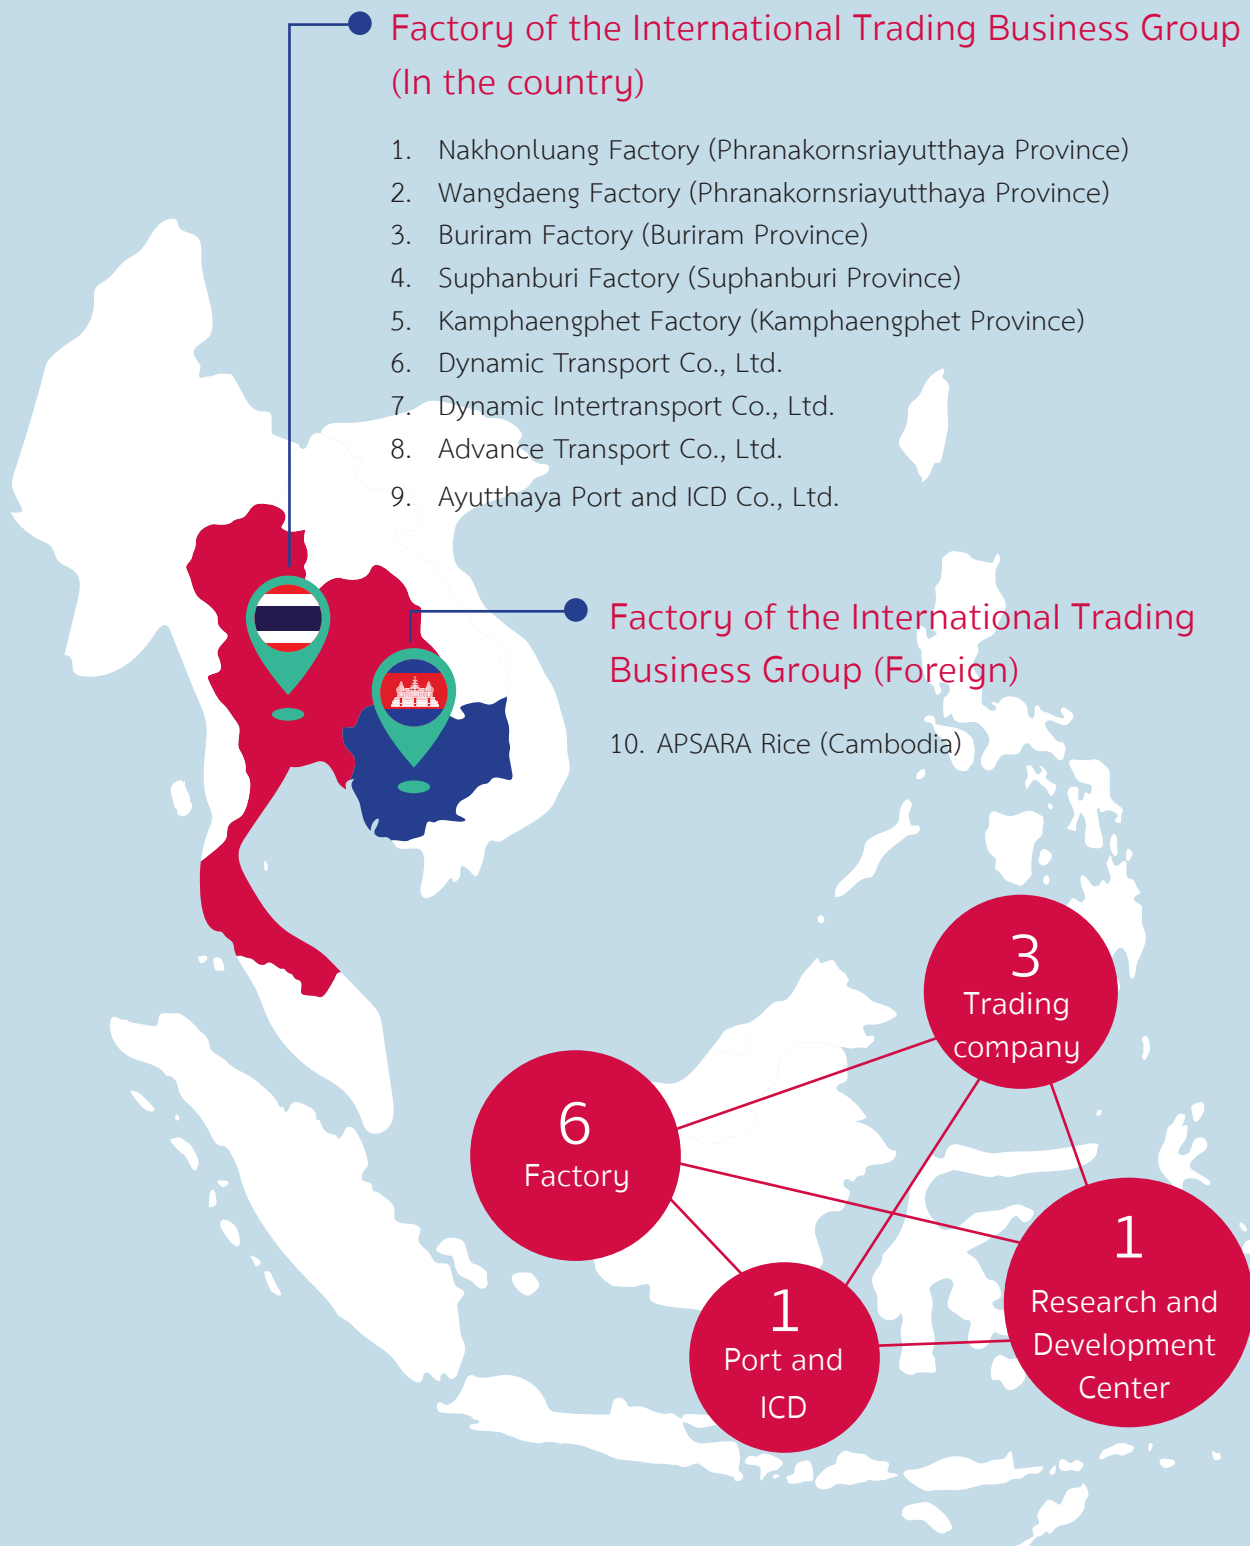 Factory of the International Trading Business Group
(In the country)
1. Nakhonluang Factory (Phranakornsriayutthaya Province)
2. Wangdaeng Factory (Phranakornsriayutthaya Province)
3. Buriram Factory (Buriram Province)
4. Suphanburi Factory (Suphanburi Province)
5. Kamphaengphet Factory (Kamphaengphet Province)
6. Dynamic Transport Co., Ltd.
7. Dynamic Intertransport Co., Ltd.
8. Advance Transport Co., Ltd.
9. Ayutthaya Port and ICD Co., Ltd.
Factory of the International Trading
Business Group (Foreign)
10. APSARA Rice (Cambodia)
3
Trading
company
6
Factory
1
Port and
ICD
1
Research and
Development
Center